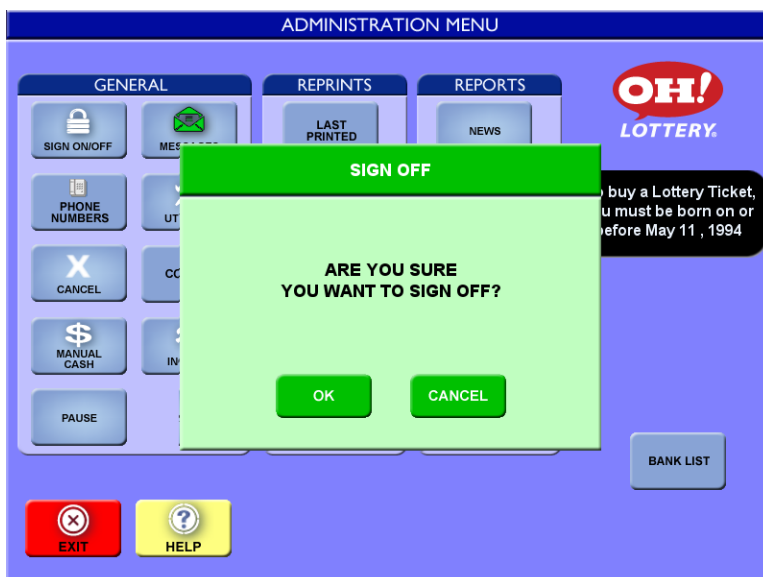 ADMINISTRATION MENU
GENERAL
REPRINTS
REPORTS
OH!
LOTTERY.
SIGN ON/OFF
LAST
PRINTED
NEWS
SIGN OFF
buy a Lottery Ticket,
must be born on or
before May 11 , 1994
PHONE
NUMBERS
ARE YOU SURE
YOU WANT TO SIGN OFF?
CANCEL
MANUAL
CASH
OK
CANCEL
PAUSE
BANK LIST
EXIT
HELP